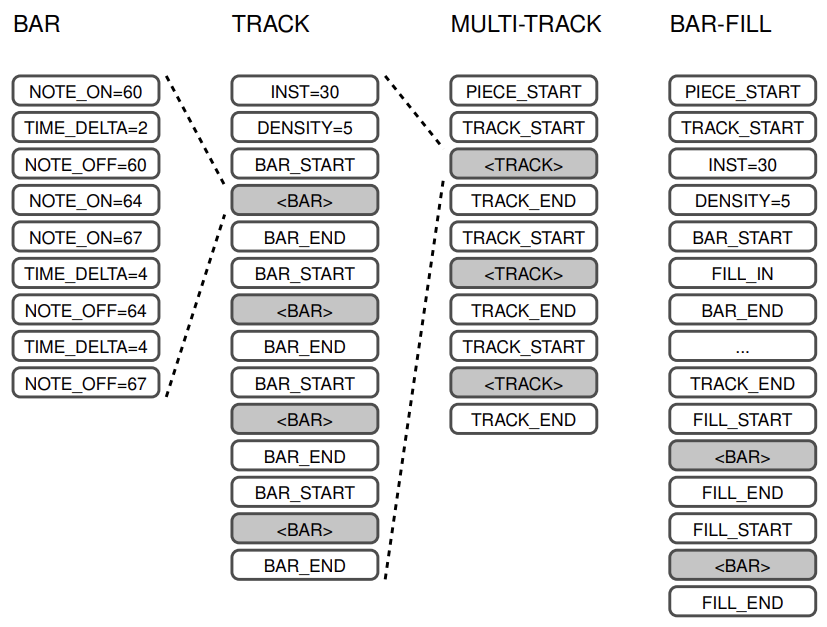 BAR
NOTE_ON=60
TIME_DELTA=2
NOTE_OFF=60
NOTE_ON=64
NOTE_ON=67
TIME_DELTA=4
NOTE_OFF=64
TIME_DELTA=4
NOTE_OFF=67
TRACK
INST=30
DENSITY=5
BAR_START
<BAR>
BAR_END
BAR_START
<BAR>
BAR_END
BAR_START
<BAR>
BAR_END
BAR_START
<BAR>
BAR_END
MULTI-TRACK
PIECE_START
TRACK_START
<TRACK>
TRACK_END
TRACK_START
<TRACK>
TRACK_END
TRACK_START
<TRACK>
TRACK_END
BAR-FILL
PIECE_START
TRACK_START
INST=30
DENSITY=5
BAR_START
FILL_IN
BAR_END
...
TRACK_END
FILL_START
<BAR>
FILL_END
FILL_START
<BAR>
FILL_END